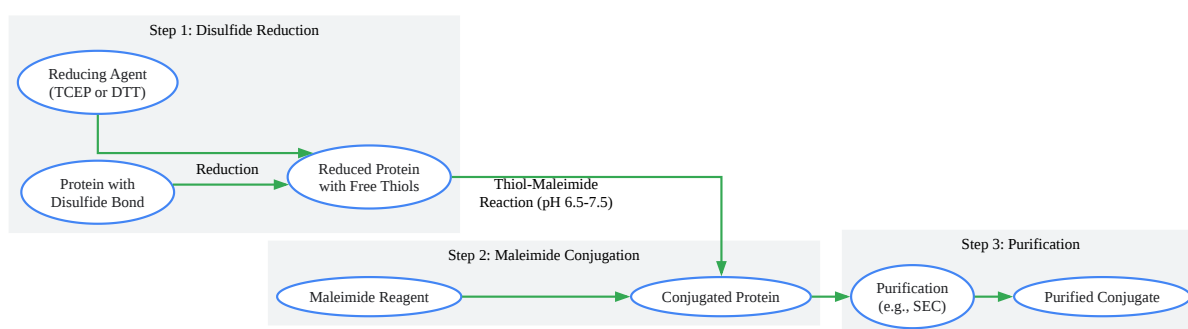 Step 1: Disulfide Reduction
Reducing Agent
(TCEP or DTT)
Reduction
Protein with
Disulfide Bond
Reduced Protein
with Free Thiols
Thiol-Maleimide
Reaction (pH 6.5-7.5)
Step 2: Maleimide Conjugation
Maleimide Reagent
Conjugated Protein
Step 3: Purification
Purification
(e.g., SEC)
Purified Conjugate